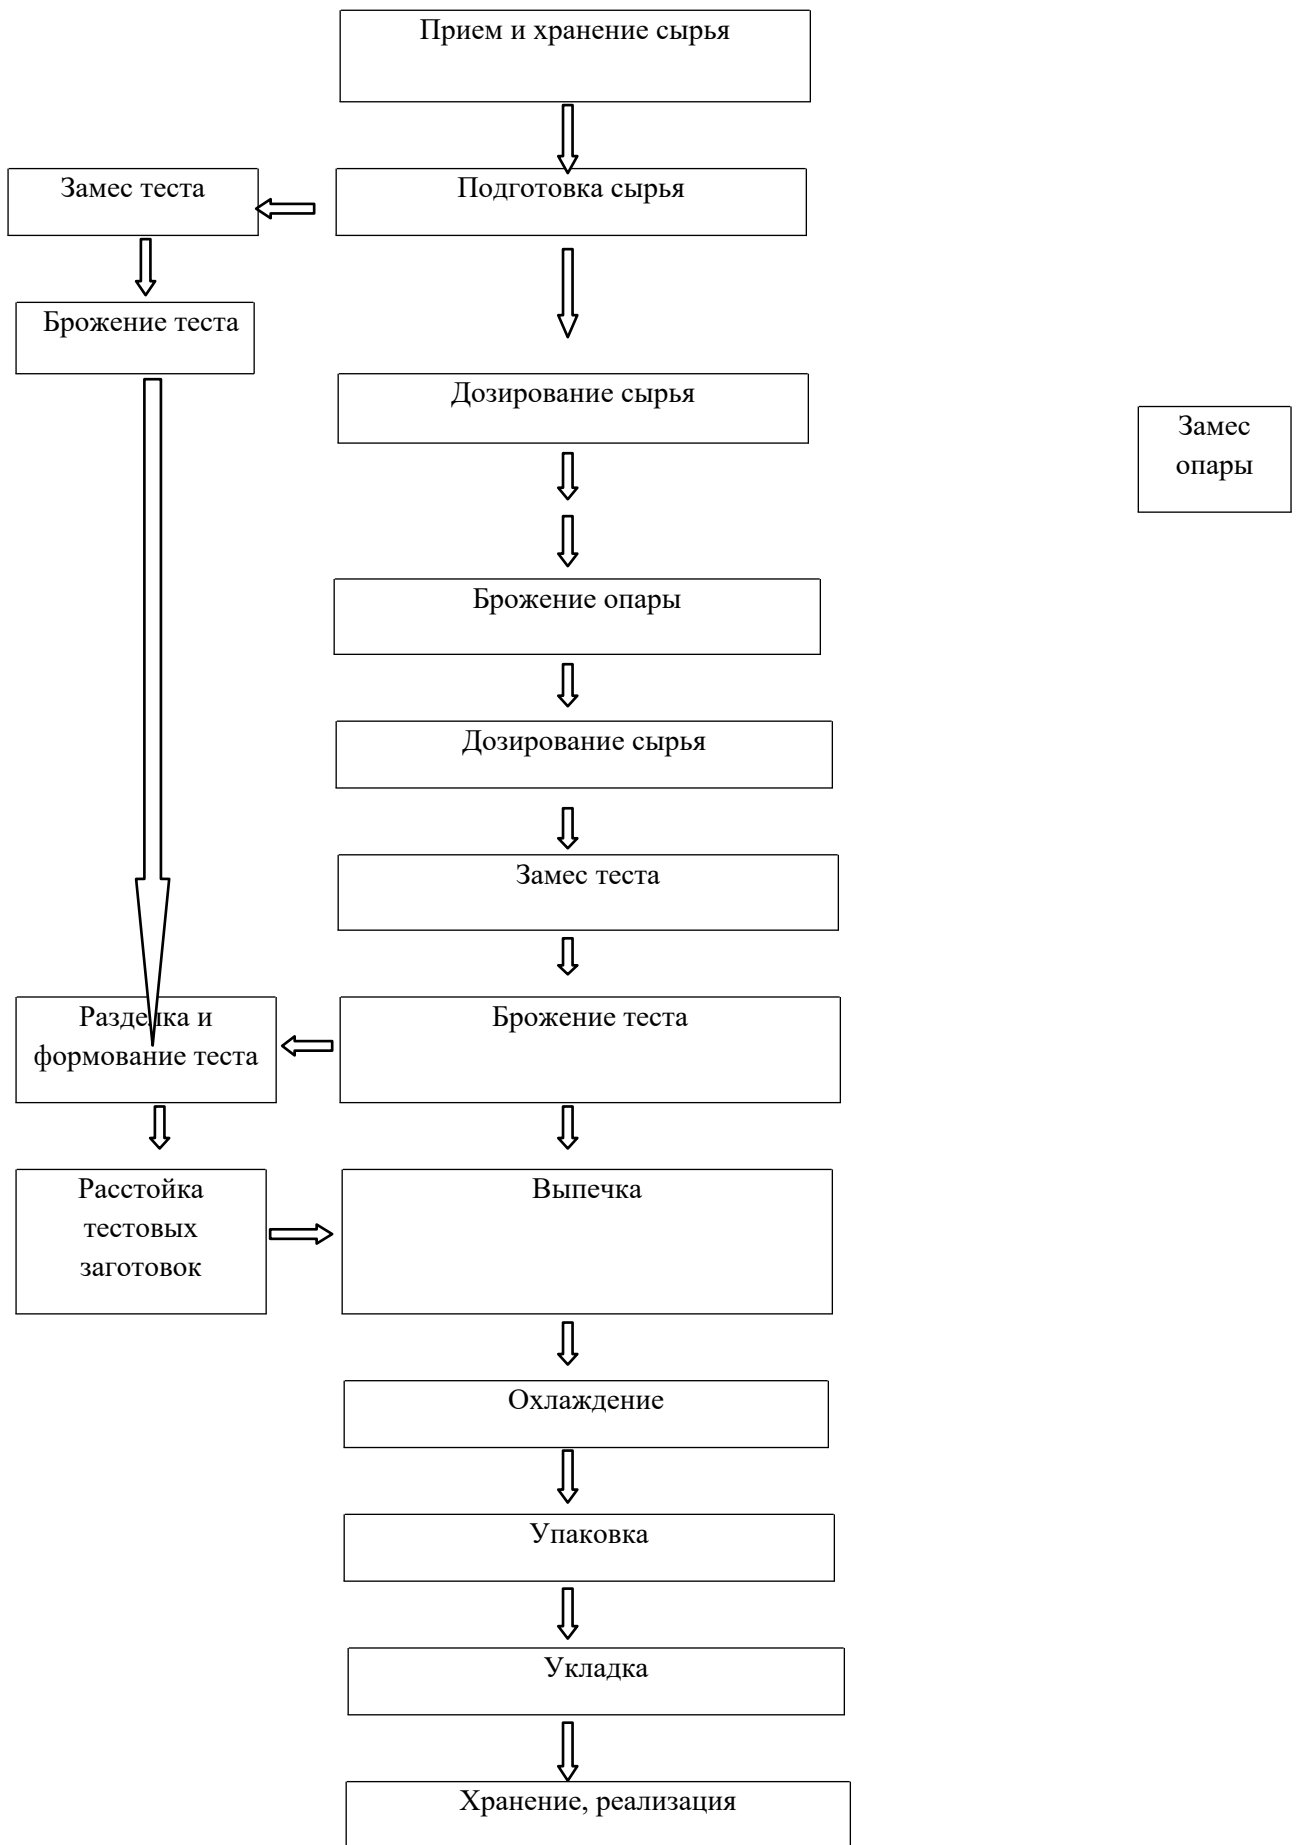 Прием и хранение сырья
Замес теста
Подготовка сырья
Брожение теста
Дозирование сырья
Замес
опары
Брожение опары
Дозирование сырья
Замес теста
Разделка и
формование теста
Брожение теста
Расстойка
тестовых
заготовок
Выпечка
Охлаждение
Упаковка
Укладка
Хранение, реализация